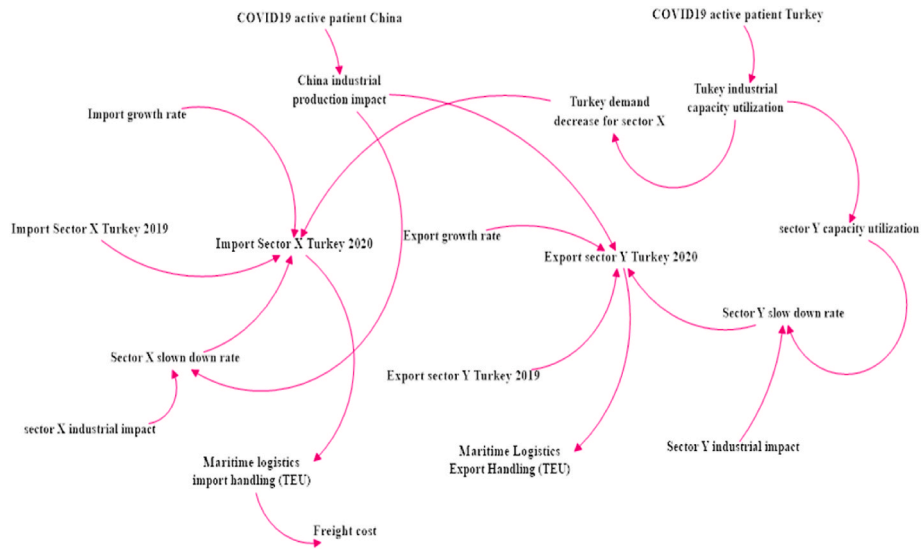 COVID19 active patient China
COVID19 active patient Turkey
China industrial
production impact
Tukey industrial
capacity utilization
Turkey demand
decrease for sector X
Import growth rate
Import Sector X Turkey 2019
Import Sector X Turkey 2020
Export growth rate
sector Y capacity utilization
Export sector Y Turkey 2020
Sector Y slow down rate
Sector X slown down rate
Export sector Y Turkey 2019
sector X industrial impact
Sector Y industrial impact
Maritime logistics
import handling (TEU)
Maritime Logistics
Export Handling (TEU)
Freight cost